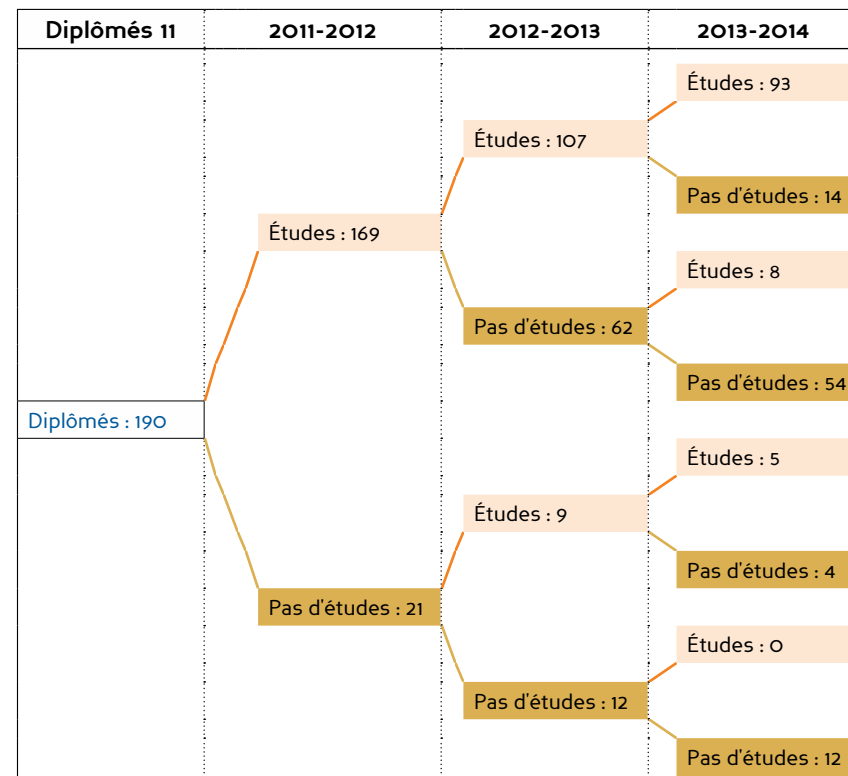 Diplômés 11 2011-2012 2012-2013 2013-2014
Études : 93
Études : 107
Pas d'études : 14
Études : 169
Études : 8
Pas d'études : 62
Pas d'études : 54
Diplômés : 190
Études : 5
Études : 9
Pas d'études : 4
Pas d'études : 21
Études : 0
Pas d'études : 12
Pas d'études : 12